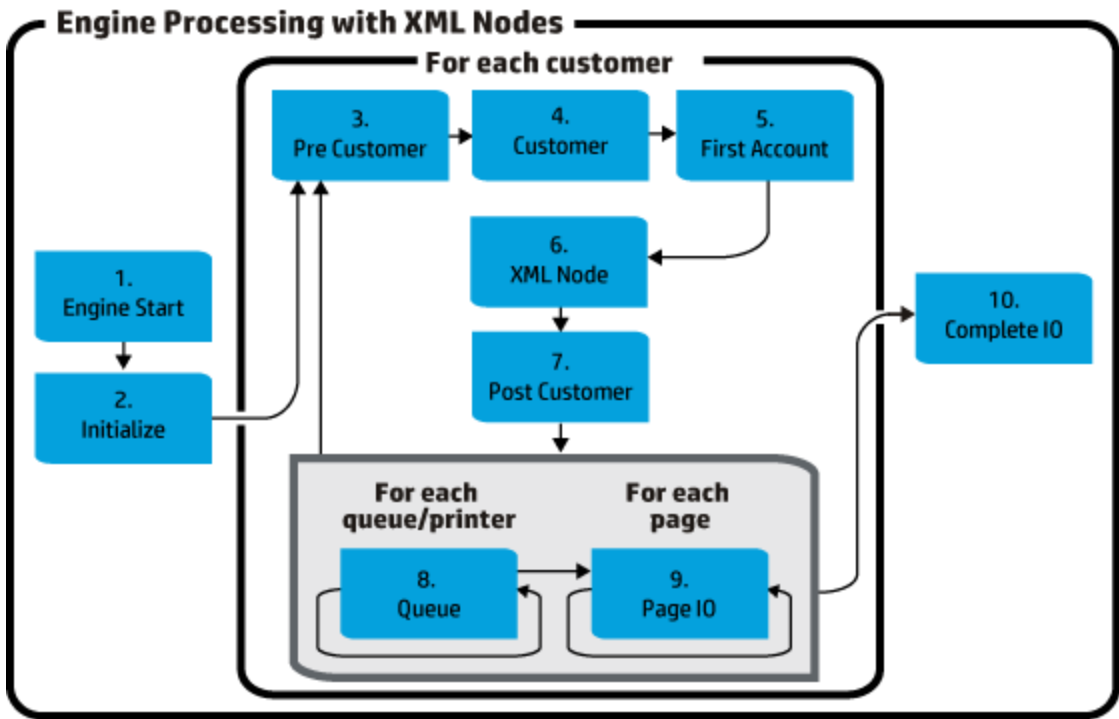 Engine Processing with XML Nodes
For each customer
3.
Pre Customer
4.
Customer
5.
First Account
6.
XML Node
1.
Engine Start
10.
Complete IO
7.
Post Customer
2.
Initialize
For each
queue/printer
For each
page
8.
Queue
9.
Page IO